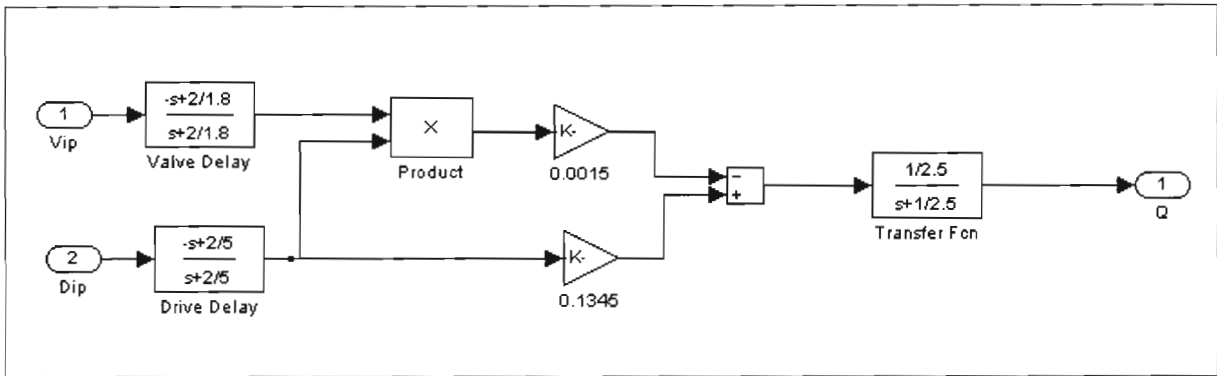 1
Vip
-s+2/1.8
s+2/1.8
Valve Delay
×
Product
K-
0.0015
−
+
1/2.5
s+1/2.5
Transfer Fcn
1
Q
2
Dip
-s+2/5
s+2/5
Drive Delay
K-
0.1345